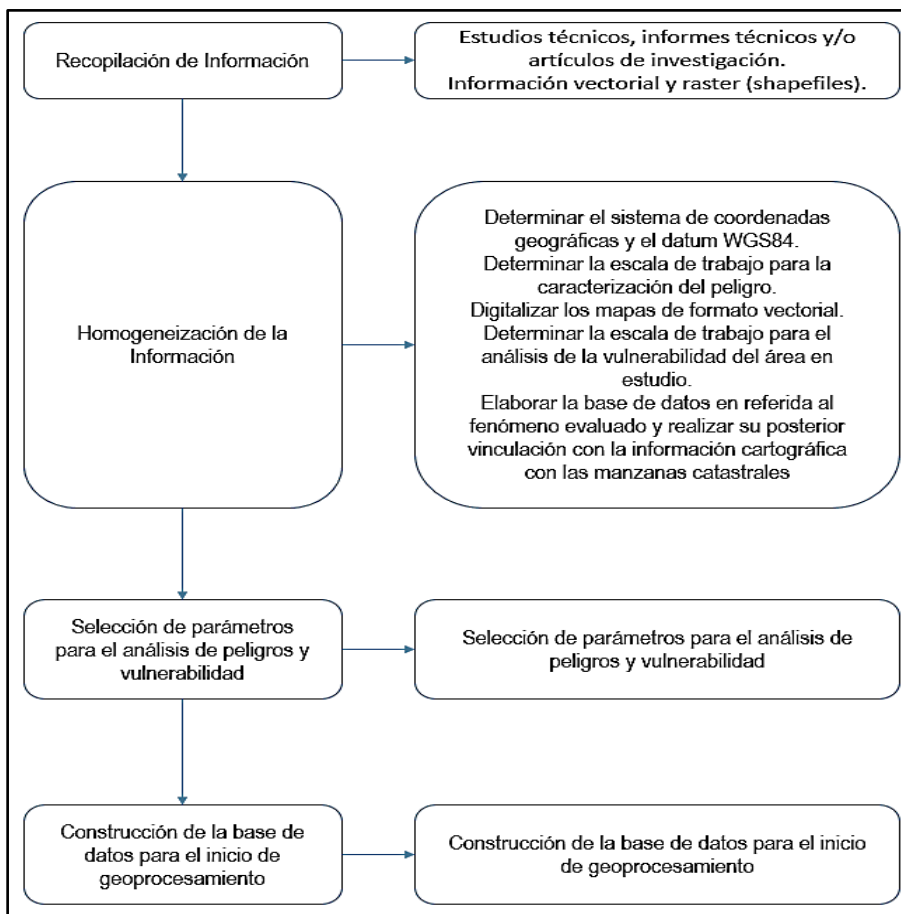 Recopilación de Información
Estudios técnicos, informes técnicos y/o
artículos de investigación.
Información vectorial y raster (shapefiles).
Homogeneización de la
Información
Determinar el sistema de coordenadas
geográficas y el datum WGS84.
Determinar la escala de trabajo para la
caracterización del peligro.
Digitalizar los mapas de formato vectorial.
Determinar la escala de trabajo para el
análisis de la vulnerabilidad del área en
estudio.
Elaborar la base de datos en referida al
fenómeno evaluado y realizar su posterior
vinculación con la información cartográfica
con las manzanas catastrales
Selección de parámetros
para el análisis de peligros y
vulnerabilidad
Selección de parámetros para el análisis de
peligros y vulnerabilidad
Construcción de la base de
datos para el inicio de
geoprocesamiento
Construcción de la base de datos para el inicio
de geoprocesamiento